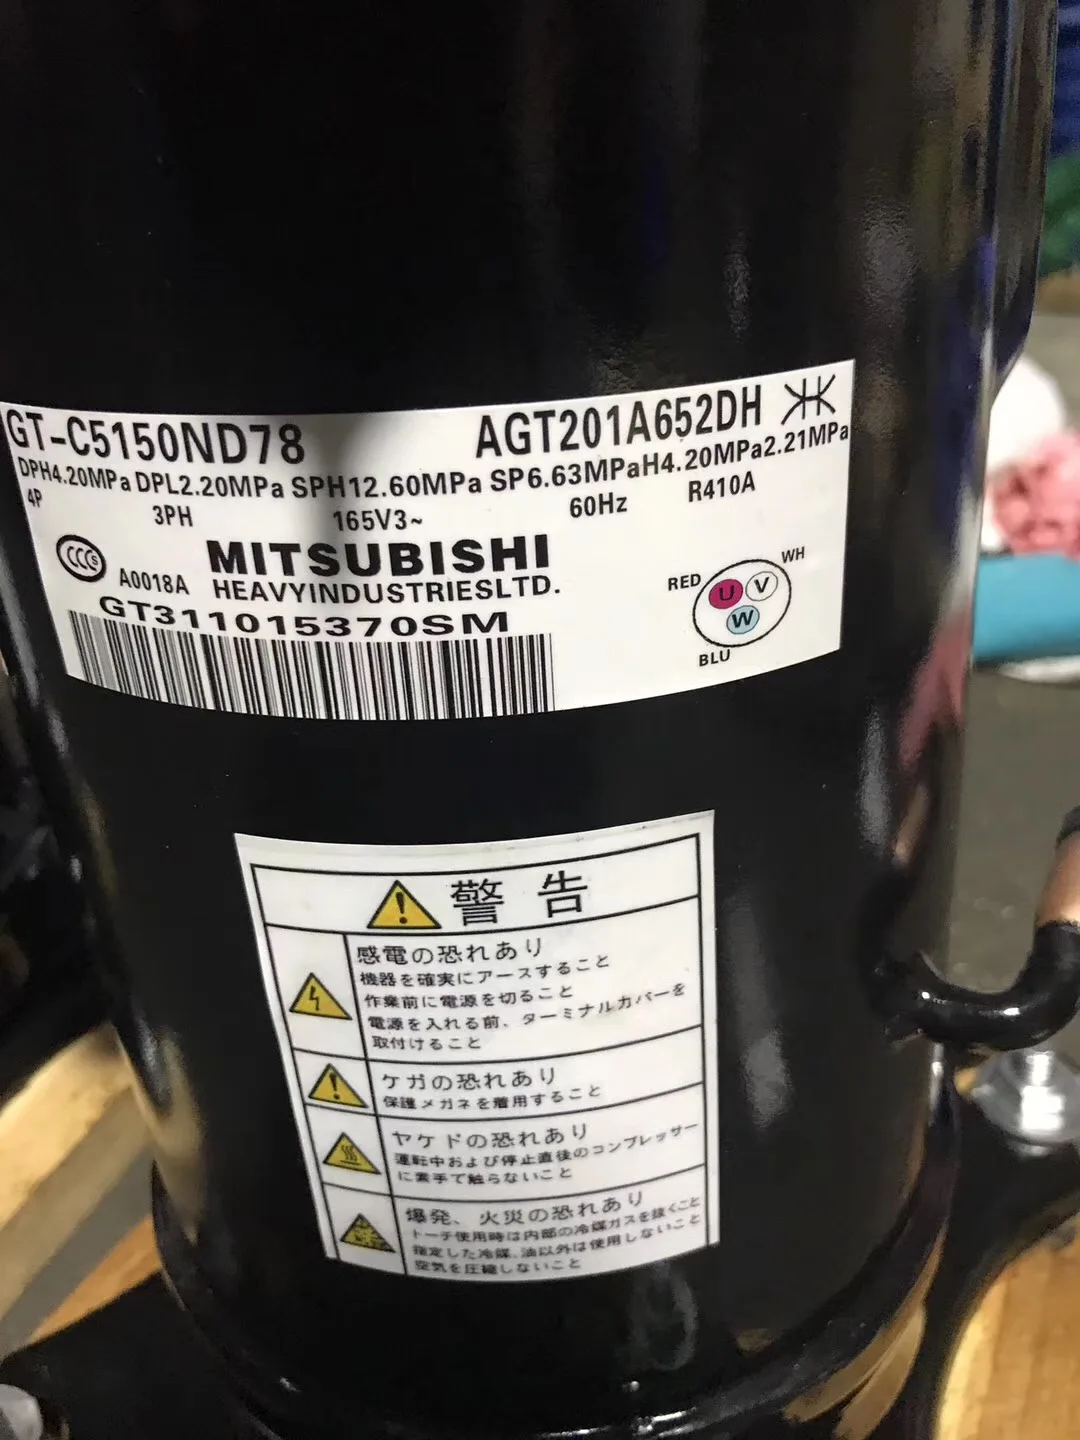 GT-C5150ND78 AGT201A652DH
DPH4.20MPa DPL2.20MPa SPH12.60MPa SP6.63MPaH4.20MPa2.21MPa
4P 3PH 165V3~ 60Hz R410A
CCC S
A0018A
MITSUBISHI
HEAVYINDUSTRIESLTD.
GT311015370SM
RED U V WH
W
BLU
警告
感電の恐れあり
機器を確実にアースすること
作業前に電源を切ること
電源を入れる前、ターミナルカバーを
取付けること
ケガの恐れあり
保護メガネを着用すること
ヤケドの恐れあり
運転中および停止直後のコンプレッサー
に素手で触らないこと
爆発、火災の恐れあり
トーチ使用時は内部の冷媒ガスを抜くこと
指定した冷媒、油以外は使用しないこと
空気を圧縮しないこと